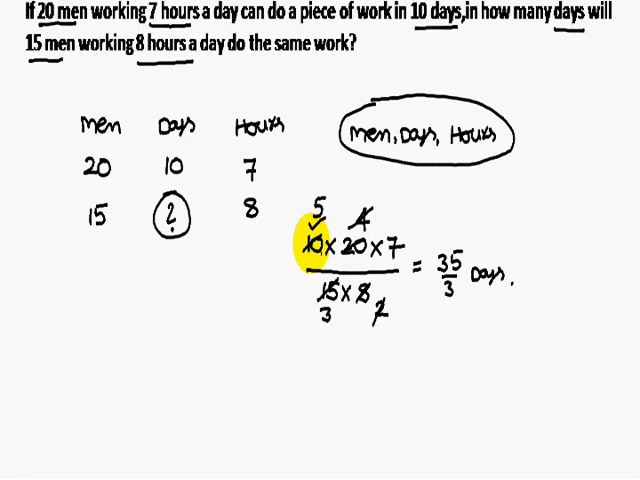 If 20 men working 7 hours a day can do a piece of work in 10 days,in how many days will
15 men working 8 hours a day do the same work?
Men Days Hours
20 10 7
15 ? 8
Men, Days, Hours
5 4
10 × 20 × 7
15 × 8
3 2
= 35/3 Days.